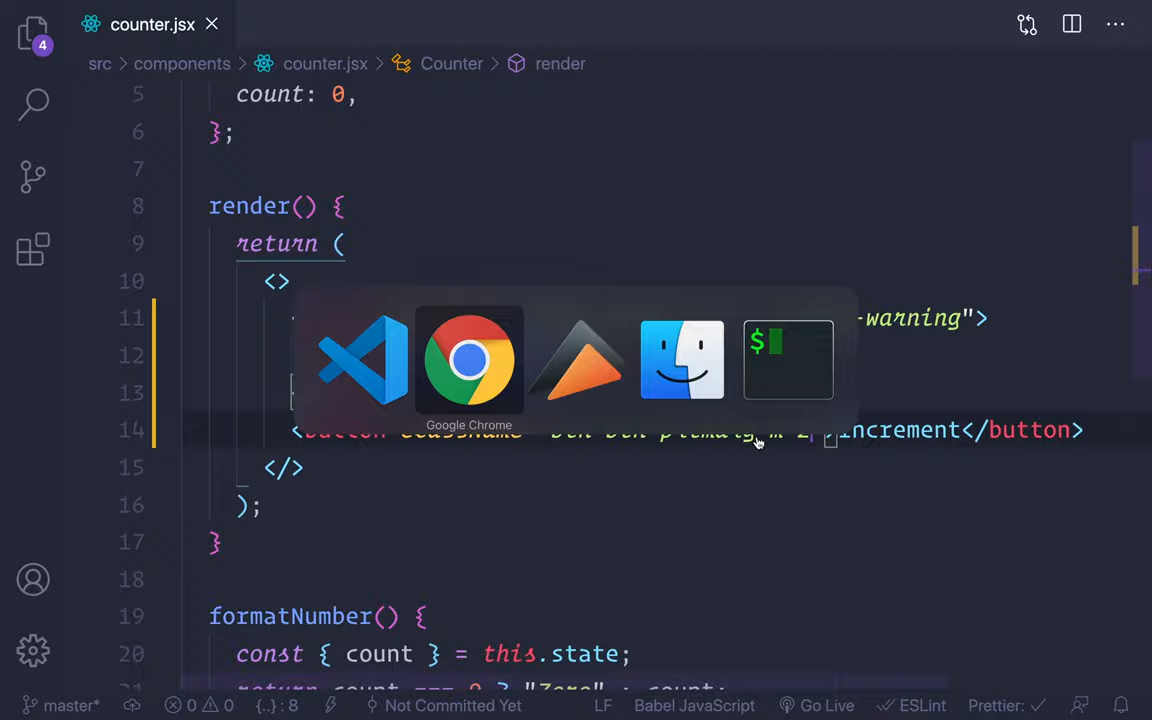 4
counter.jsx
src > components > counter.jsx > Counter > render
5 count: 0,
6 };
7
8 render() {
9 return (
10 <>
11 -warning">
12
13
14 increment</button>
15 </>
16 );
17 }
18
19 formatNumber() {
20 const { count } = this.state;
$
Google Chrome
master* 0 0 {..} : 8 Not Committed Yet LF Babel JavaScript Go Live ESLint Prettier: